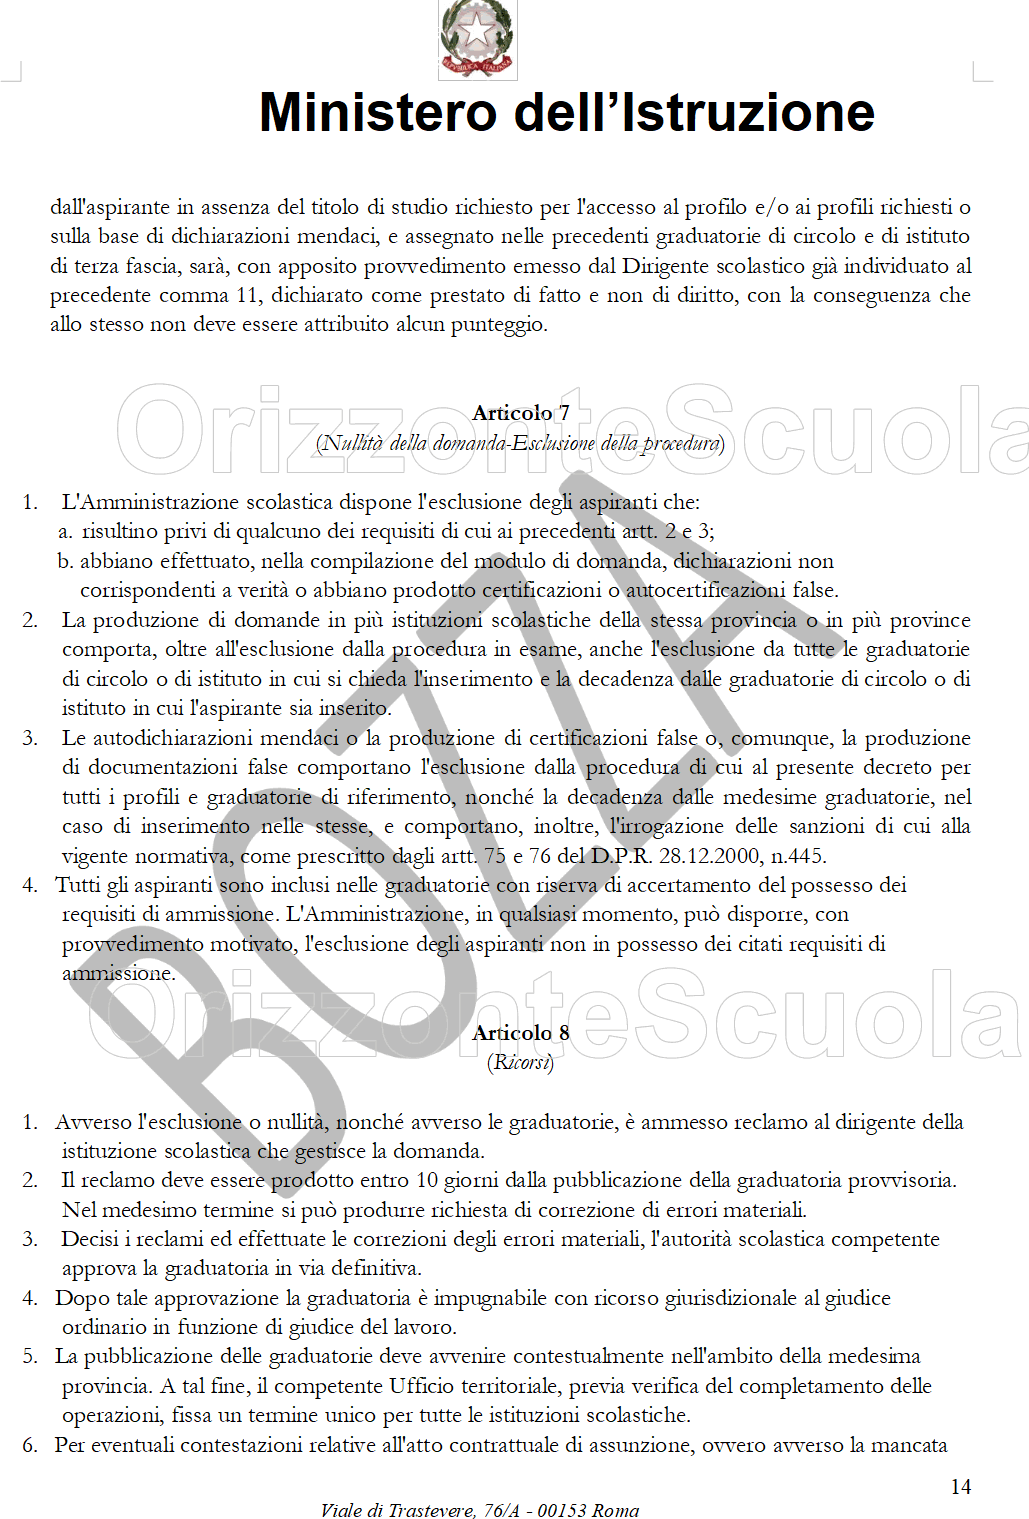 REPVBBLICA ITALIANA
Ministero dell’Istruzione
dall'aspirante in assenza del titolo di studio richiesto per l'accesso al profilo e/o ai profili richiesti o
sulla base di dichiarazioni mendaci, e assegnato nelle precedenti graduatorie di circolo e di istituto
di terza fascia, sarà, con apposito provvedimento emesso dal Dirigente scolastico già individuato al
precedente comma 11, dichiarato come prestato di fatto e non di diritto, con la conseguenza che
allo stesso non deve essere attribuito alcun punteggio.
OrizzonteScuola
Articolo 7
(Nullità della domanda-Esclusione della procedura)
1. L'Amministrazione scolastica dispone l'esclusione degli aspiranti che:
a. risultino privi di qualcuno dei requisiti di cui ai precedenti artt. 2 e 3;
b. abbiano effettuato, nella compilazione del modulo di domanda, dichiarazioni non
corrispondenti a verità o abbiano prodotto certificazioni o autocertificazioni false.
2. La produzione di domande in più istituzioni scolastiche della stessa provincia o in più province
comporta, oltre all'esclusione dalla procedura in esame, anche l'esclusione da tutte le graduatorie
di circolo o di istituto in cui si chieda l'inserimento e la decadenza dalle graduatorie di circolo o di
istituto in cui l'aspirante sia inserito.
3. Le autodichiarazioni mendaci o la produzione di certificazioni false o, comunque, la produzione
di documentazioni false comportano l'esclusione dalla procedura di cui al presente decreto per
tutti i profili e graduatorie di riferimento, nonché la decadenza dalle medesime graduatorie, nel
caso di inserimento nelle stesse, e comportano, inoltre, l'irrogazione delle sanzioni di cui alla
vigente normativa, come prescritto dagli artt. 75 e 76 del D.P.R. 28.12.2000, n.445.
4. Tutti gli aspiranti sono inclusi nelle graduatorie con riserva di accertamento del possesso dei
requisiti di ammissione. L'Amministrazione, in qualsiasi momento, può disporre, con
provvedimento motivato, l'esclusione degli aspiranti non in possesso dei citati requisiti di
ammissione.
BOZZA
OrizzonteScuola
Articolo 8
(Ricorsi)
1. Avverso l'esclusione o nullità, nonché avverso le graduatorie, è ammesso reclamo al dirigente della
istituzione scolastica che gestisce la domanda.
2. Il reclamo deve essere prodotto entro 10 giorni dalla pubblicazione della graduatoria provvisoria.
Nel medesimo termine si può produrre richiesta di correzione di errori materiali.
3. Decisi i reclami ed effettuate le correzioni degli errori materiali, l'autorità scolastica competente
approva la graduatoria in via definitiva.
4. Dopo tale approvazione la graduatoria è impugnabile con ricorso giurisdizionale al giudice
ordinario in funzione di giudice del lavoro.
5. La pubblicazione delle graduatorie deve avvenire contestualmente nell'ambito della medesima
provincia. A tal fine, il competente Ufficio territoriale, previa verifica del completamento delle
operazioni, fissa un termine unico per tutte le istituzioni scolastiche.
6. Per eventuali contestazioni relative all'atto contrattuale di assunzione, ovvero avverso la mancata
14
Viale di Trastevere, 76/A - 00153 Roma